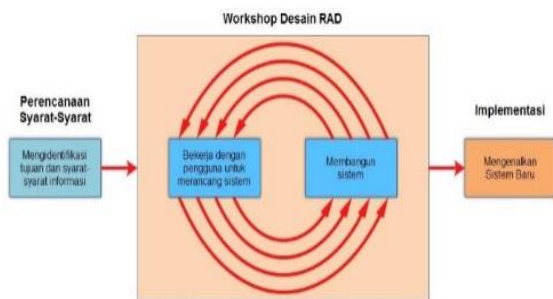 Workshop Desain RAD
Perencanaan
Syarat-Syarat
Mengidentifikasi
tujuan dan syarat-
syarat informasi
Bekerja dengan
pengguna untuk
merancang sistem
Membangun
sistem
Implementasi
Mengenalkan
Sistem Baru